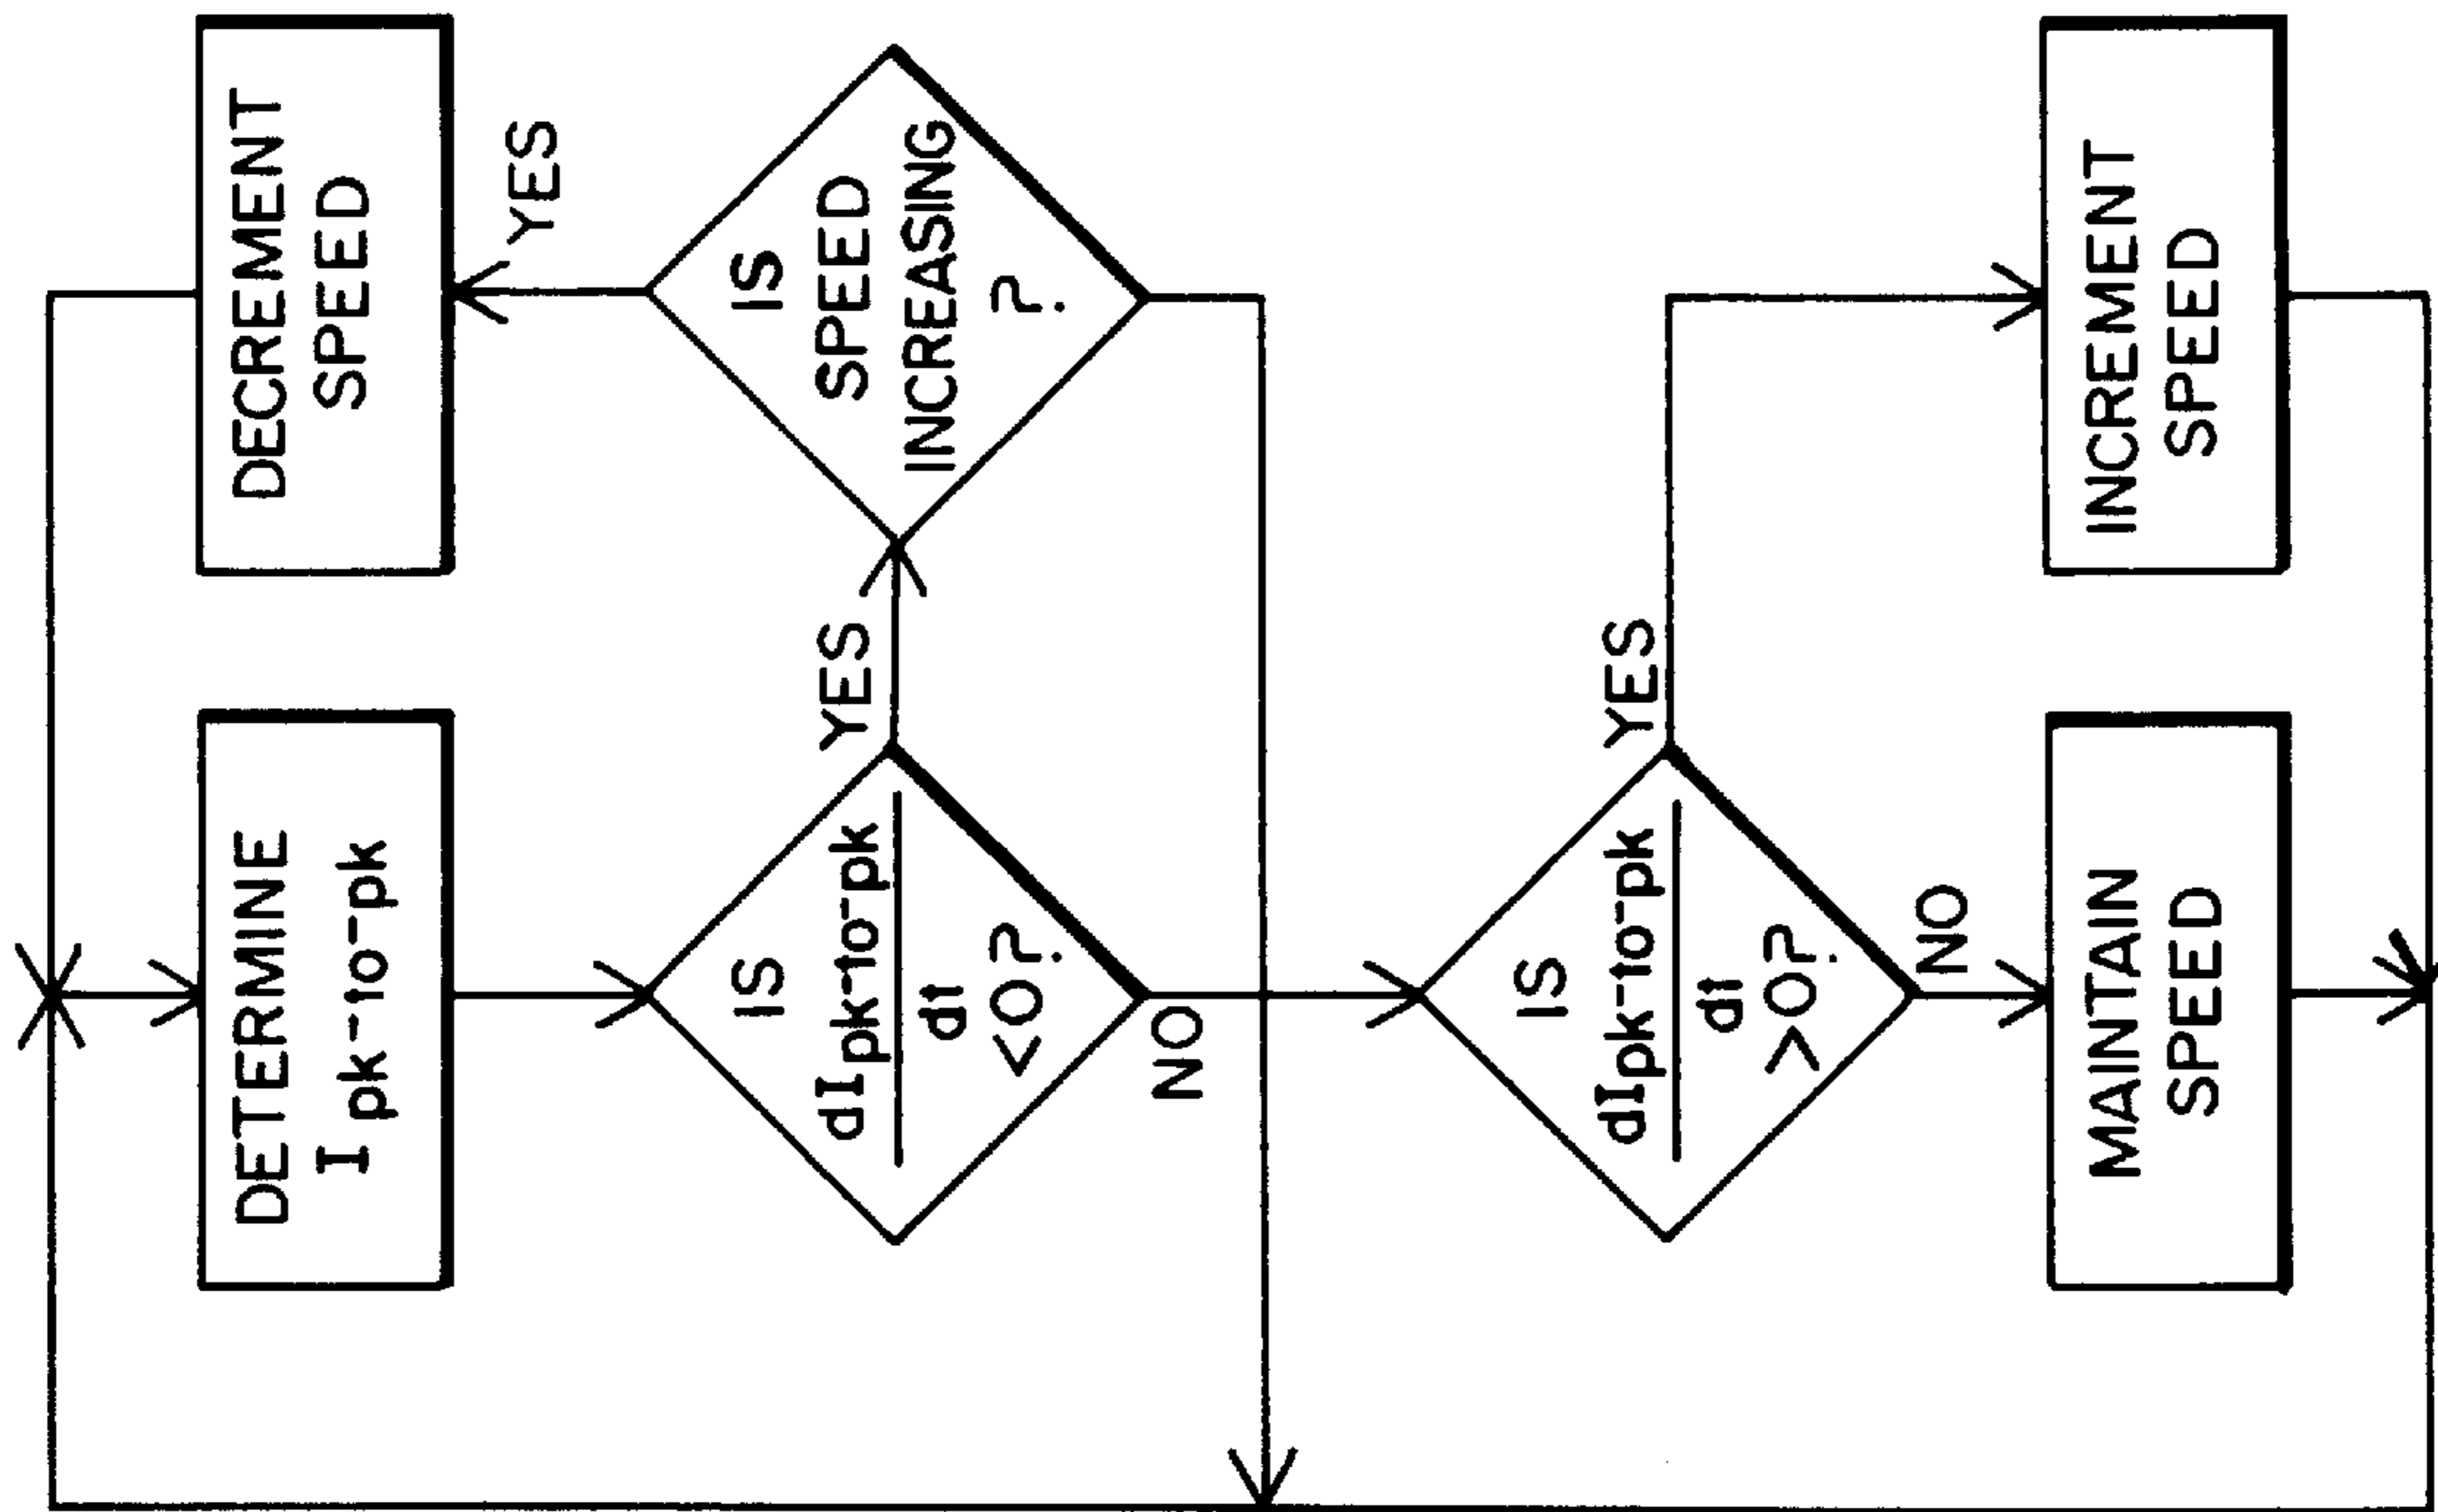 DETERMINE
I pk-to-pk
DECREMENT
SPEED
YES
IS
dI pk-to-pk
dt
<0?
YES
IS
SPEED
INCREASING
?
NO
IS
dI pk-to-pk
dt
>0?
YES
NO
MAINTAIN
SPEED
INCREMENT
SPEED